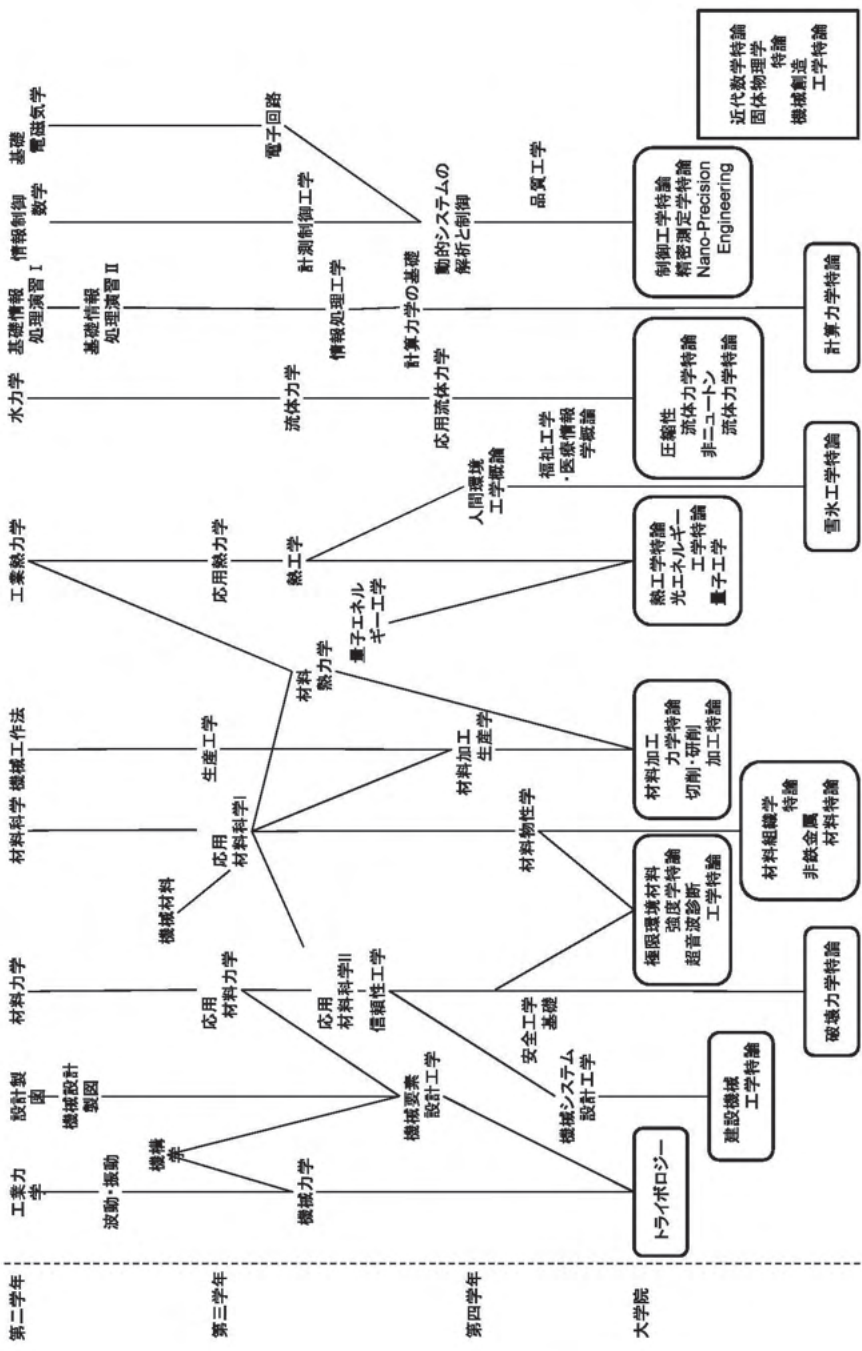 第二学年
第三学年
第四学年
大学院
工業力
学
波動・振動
機構
学
機械力学
トライボロジー
設計製
図
機械設計
製図
機械要素
設計工学
機械システム
設計工学
建設機械
工学特論
材料力学
応用
材料力学
応用
材料科学II
信頼性工学
安全工学
基礎
破壊力学特論
機械材料
材料科学
応用
材料科学I
材料物性学
極限環境材料
強度学特論
超音波診断
工学特論
材料組織学
特論
非鉄金属
材料特論
機械工作法
生産工学
材料加工
生産学
材料加工
力学特論
切削・研削
加工特論
材料
熱力学
量子エネル
ギー工学
工業熱力学
応用熱力学
熱工学
熱工学特論
光エネルギー
工学特論
量子工学
人間環境
工学概論
福祉工学
・医療情報
学概論
雪氷工学特論
水力学
流体力学
応用流体力学
圧縮性
流体力学特論
非ニュートン
流体力学特論
基礎情報
処理演習Ⅰ
基礎情報
処理演習Ⅱ
情報処理工学
計算力学の基礎
計算力学特論
情報制御
数学
計測制御工学
動的システムの
解析と制御
品質工学
制御工学特論
精密測定学特論
Nano-Precision
Engineering
基礎
電磁気学
電子回路
近代数学特論
固体物理学
特論
機械創造
工学特論